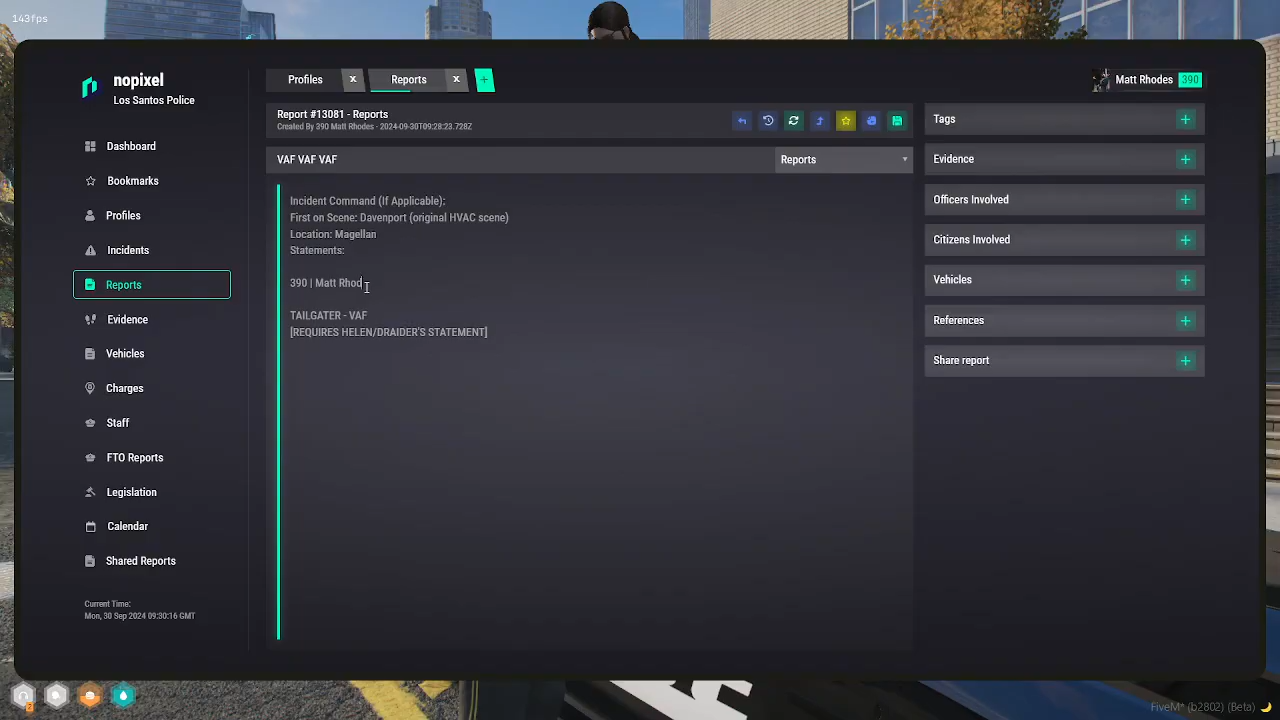 143fps
nopixel
Los Santos Police
Profiles x
Reports x
+
Matt Rhodes 390
Dashboard
Bookmarks
Profiles
Incidents
Reports
Evidence
Vehicles
Charges
Staff
FTO Reports
Legislation
Calendar
Shared Reports
Current Time:
Mon, 30 Sep 2024 09:30:16 GMT
Report #13081 - Reports
Created By 390 Matt Rhodes - 2024-09-30T09:28:23.728Z
VAF VAF VAF
Reports
Incident Command (If Applicable):
First on Scene: Davenport (original HVAC scene)
Location: Magellan
Statements:
390 | Matt Rhod
TAILGATER - VAF
[REQUIRES HELEN/DRAIDER'S STATEMENT]
Tags +
Evidence +
Officers Involved +
Citizens Involved +
Vehicles +
References +
Share report +
2
FiveM* (b2802) (Beta)